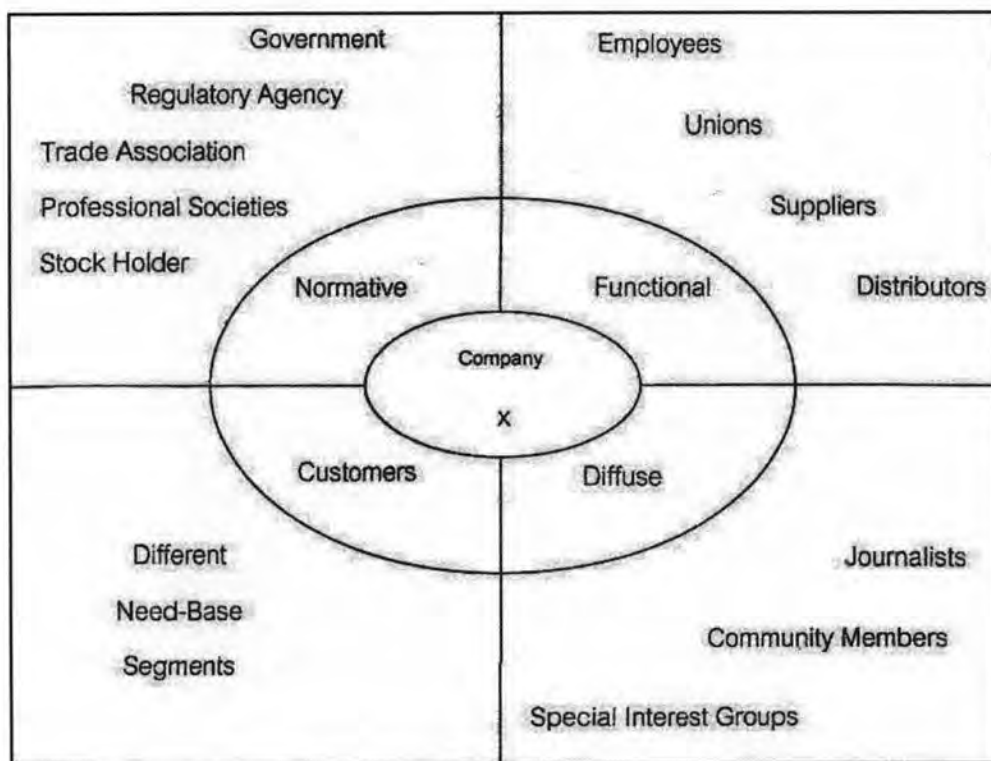 Government
Regulatory Agency
Trade Association
Professional Societies
Stock Holder
Normative
Employees
Unions
Suppliers
Distributors
Functional
Company
X
Customers
Different
Need-Base
Segments
Diffuse
Journalists
Community Members
Special Interest Groups